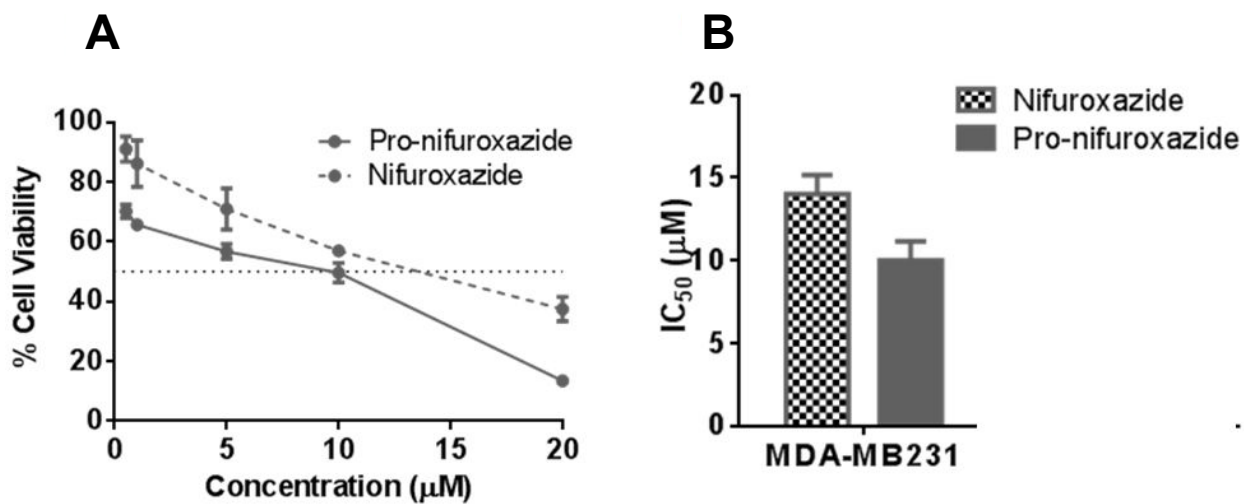 A
100
80
60
40
20
0
% Cell Viability
Pro-nifuroxazide
Nifuroxazide
0 5 10 15 20
Concentration (μM)
B
20
15
10
5
0
IC50 (μM)
Nifuroxazide
Pro-nifuroxazide
MDA-MB231